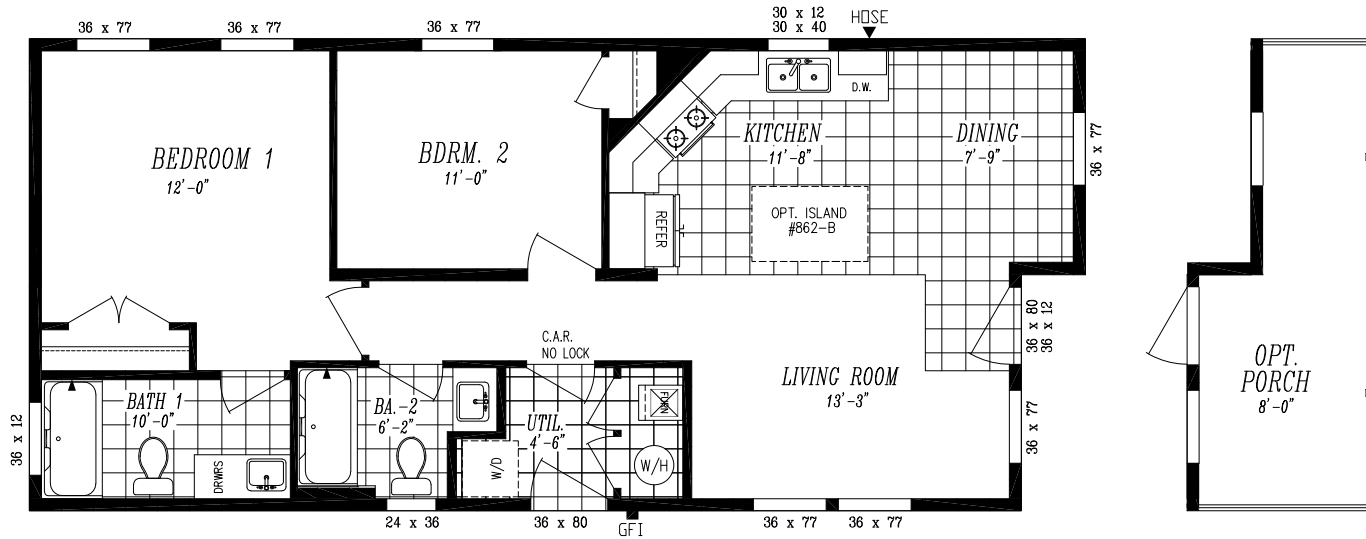 36 x 77
36 x 77
36 x 77
30 x 12
30 x 40
HOSE
D.W.
BEDROOM 1
12'-0"
BDRM. 2
11'-0"
KITCHEN
11'-8"
DINING
7'-9"
36 x 77
REFER
OPT. ISLAND
#862-B
C.A.R.
NO LOCK
36 x 80
36 x 12
LIVING ROOM
13'-3"
OPT.
PORCH
8'-0"
36 x 12
BATH 1
10'-0"
DRWRS
BA.-2
6'-2"
UTIL.
4'-6"
W/D
FURN
W/H
36 x 77
24 x 36
36 x 80
GFI
36 x 77
36 x 77